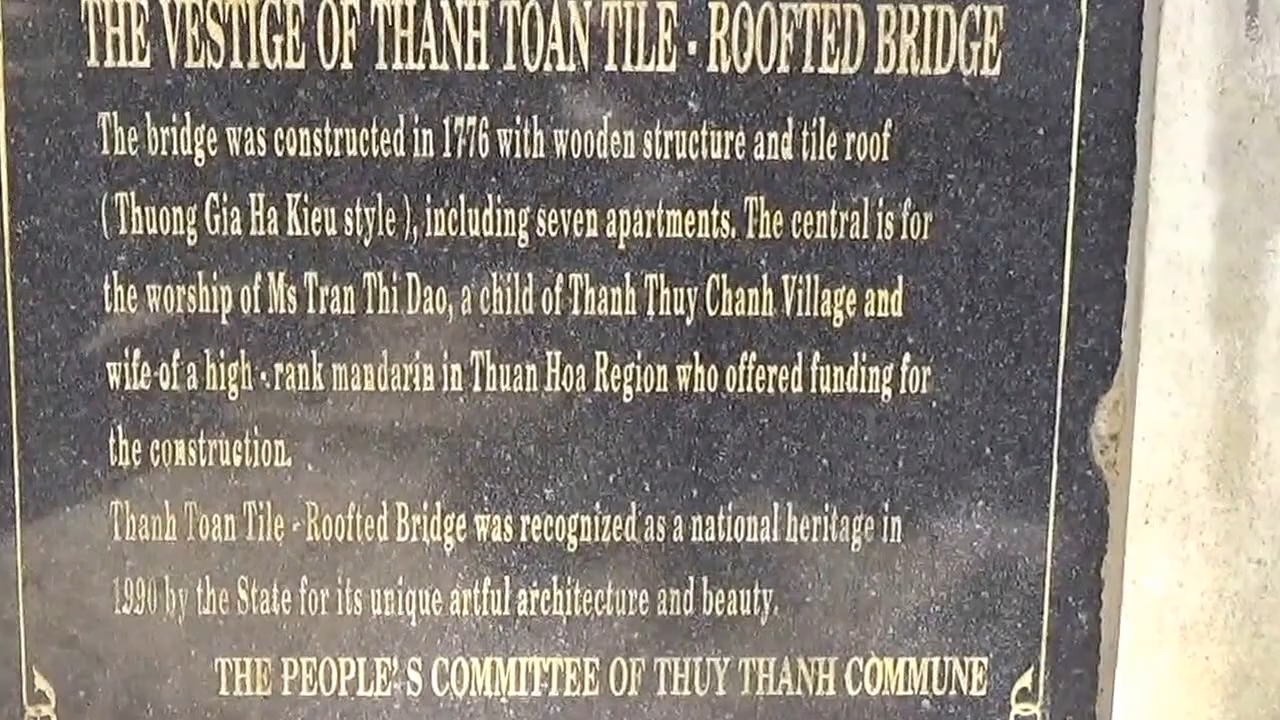 THE VESTIGE OF THANH TOAN TILE - ROOFTED BRIDGE
The bridge was constructed in 1776 with wooden structure and tile roof
( Thuong Gia Ha Kieu style ), including seven apartments. The central is for
the worship of Ms Tran Thi Dao, a child of Thanh Thuy Chanh Village and
wife of a high - rank mandarin in Thuan Hoa Region who offered funding for
the construction.
Thanh Toan Tile - Roofted Bridge was recognized as a national heritage in
1990 by the State for its unique artful architecture and beauty.
THE PEOPLE' S COMMITTEE OF THUY THANH COMMUNE